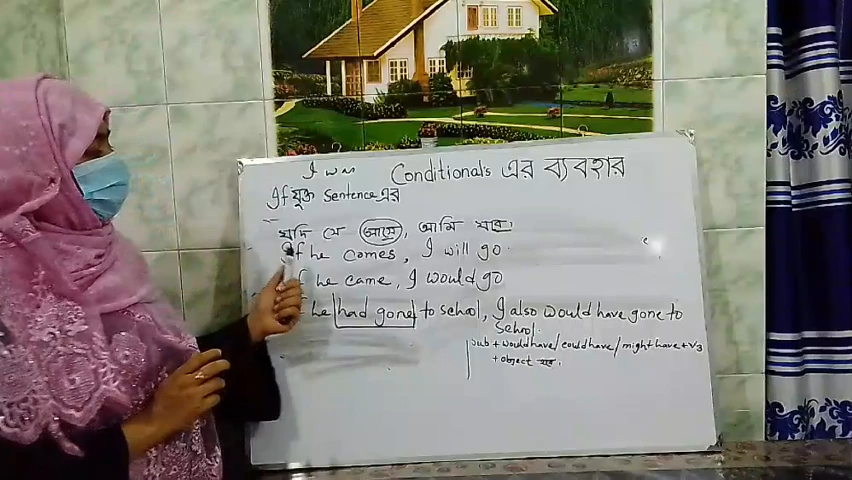 I was
Conditional's এর ব্যবহার
If যুক্ত Sentence এর
যদি সে আসে, আমি যাব।
If he comes, I will go.
If he came, I would go
he had gone to school, I also would have gone to
School.
sub + would have / could have / might have + V3
+ object হবে।